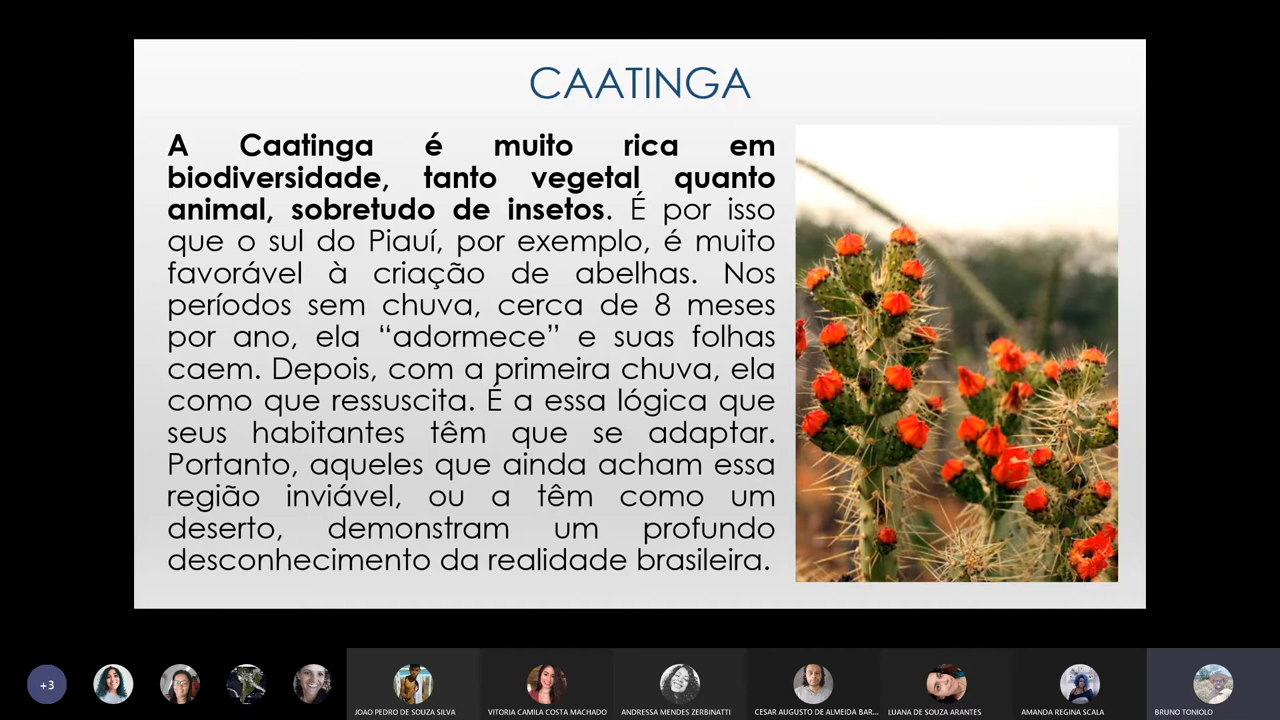 CAATINGA
A Caatinga é muito rica em
biodiversidade, tanto vegetal quanto
animal, sobretudo de insetos. É por isso
que o sul do Piauí, por exemplo, é muito
favorável à criação de abelhas. Nos
períodos sem chuva, cerca de 8 meses
por ano, ela “adormece” e suas folhas
caem. Depois, com a primeira chuva, ela
como que ressuscita. É a essa lógica que
seus habitantes têm que se adaptar.
Portanto, aqueles que ainda acham essa
região inviável, ou a têm como um
deserto, demonstram um profundo
desconhecimento da realidade brasileira.
+3
JOAO PEDRO DE SOUZA SILVA
VITORIA CAMILA COSTA MACHADO
ANDRESSA MENDES ZERBINATTI
CESAR AUGUSTO DE ALMEIDA BAR...
LUANA DE SOUZA ARANTES
AMANDA REGINA SCALA
BRUNO TONIOLO